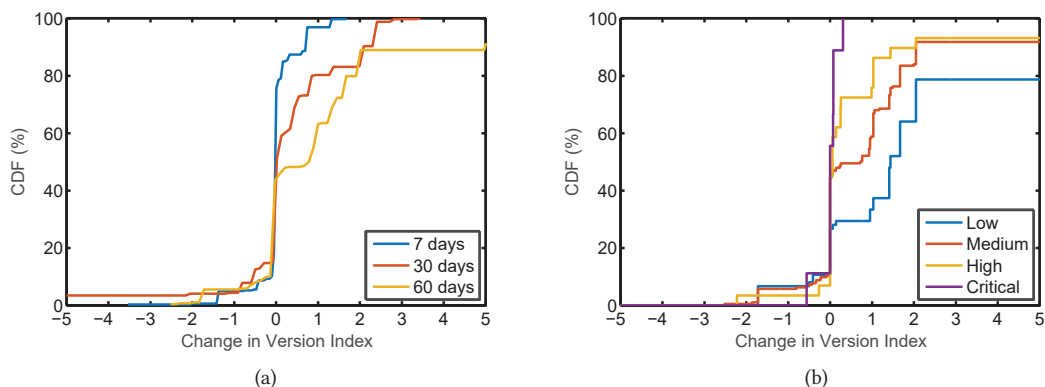 100
80
60
40
20
0
−5 −4 −3 −2 −1 0 1 2 3 4 5
CDF (%)
Change in Version Index
7 days
30 days
60 days
(a)
100
80
60
40
20
0
−5 −4 −3 −2 −1 0 1 2 3 4 5
CDF (%)
Change in Version Index
Low
Medium
High
Critical
(b)